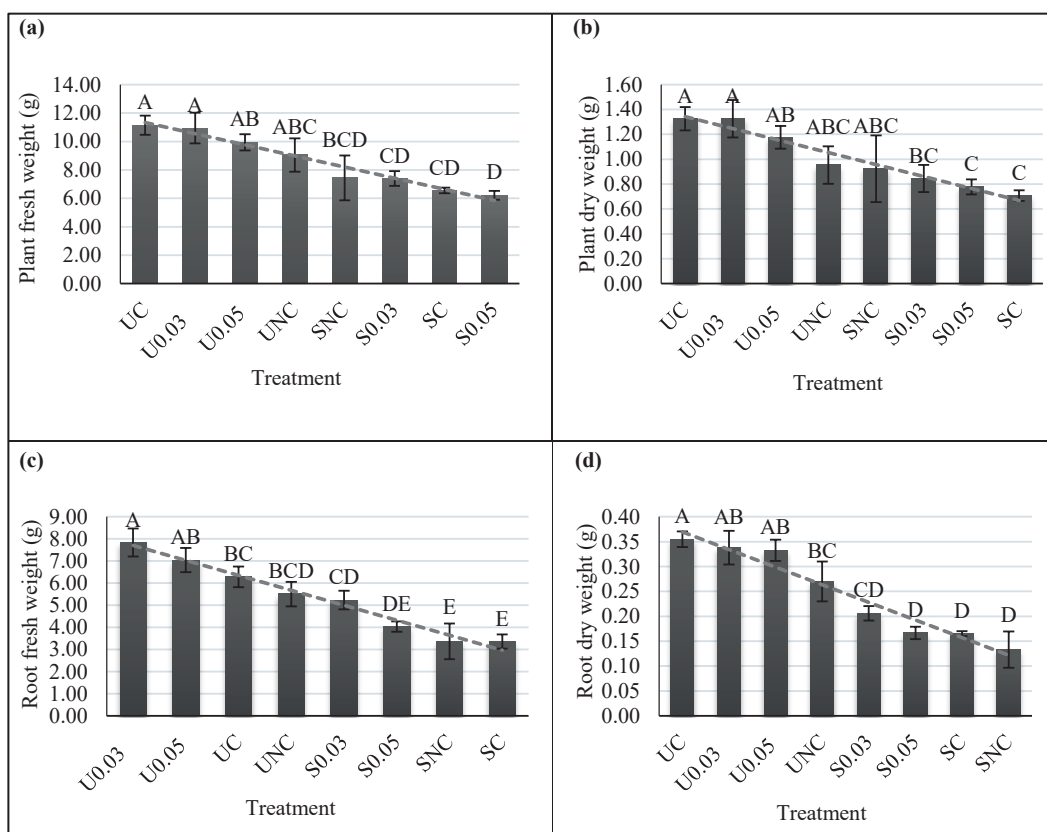 (a)
Plant fresh weight (g)
14.00
12.00
10.00
8.00
6.00
4.00
2.00
0.00
A
A
AB
ABC
BCD
CD
CD
D
UC
U0.03
U0.05
UNC
SNC
S0.03
SC
S0.05
Treatment
(b)
Plant dry weight (g)
1.60
1.40
1.20
1.00
0.80
0.60
0.40
0.20
0.00
A
A
AB
ABC
ABC
BC
C
C
UC
U0.03
U0.05
UNC
SNC
S0.03
S0.05
SC
Treatment
(c)
Root fresh weight (g)
9.00
8.00
7.00
6.00
5.00
4.00
3.00
2.00
1.00
0.00
A
AB
BC
BCD
CD
DE
E
E
U0.03
U0.05
UC
UNC
S0.03
S0.05
SNC
SC
Treatment
(d)
Root dry weight (g)
0.40
0.35
0.30
0.25
0.20
0.15
0.10
0.05
0.00
A
AB
AB
BC
CD
D
D
D
UC
U0.03
U0.05
UNC
S0.03
S0.05
SC
SNC
Treatment